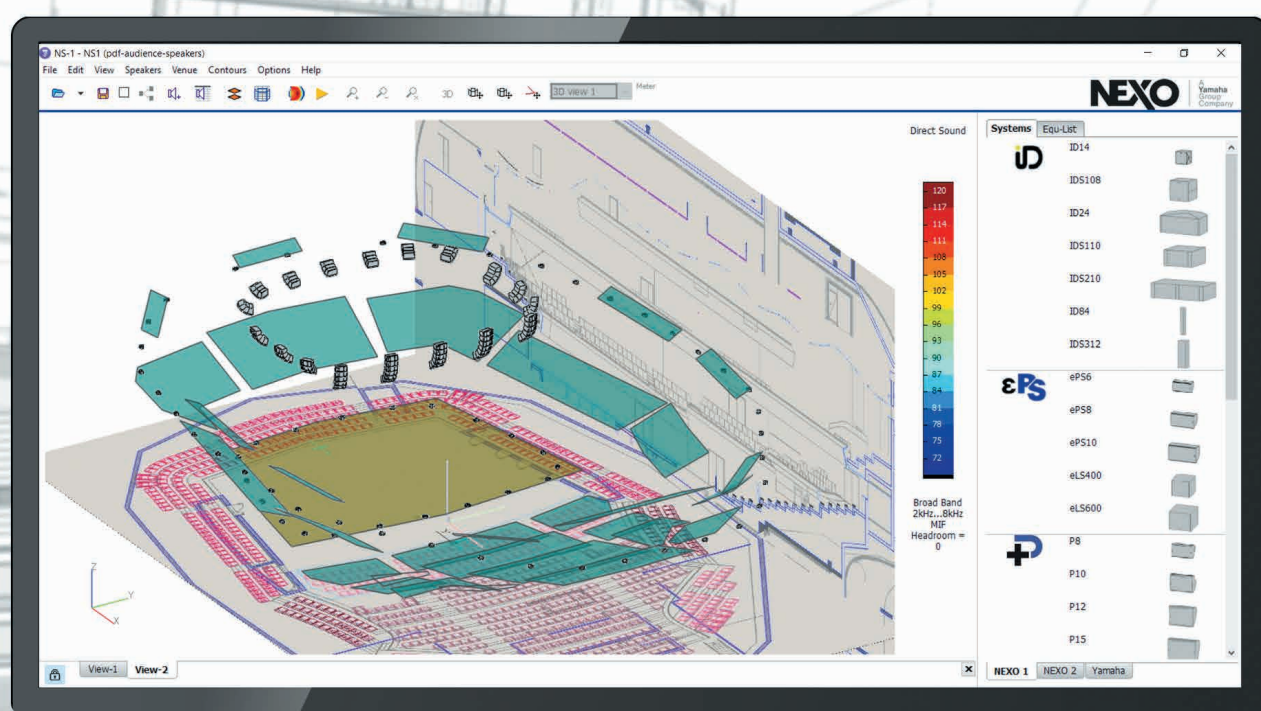 NS-1 - NS1 (pdf-audience-speakers)
File Edit View Speakers Venue Contours Options Help
3D
3D view 1
Meter
NEXO
A
Yamaha
Group
Company
Direct Sound
120
117
114
111
108
105
102
99
96
93
90
87
84
81
78
75
72
Broad Band
2kHz...8kHz
MIF
Headroom =
0
Z
Y
X
View-1 View-2
Systems Equ-List
iD
ID14
IDS108
ID24
IDS110
IDS210
ID84
IDS312
εPS
ePS6
ePS8
ePS10
eLS400
eLS600
+P
P8
P10
P12
P15
NEXO 1 NEXO 2 Yamaha